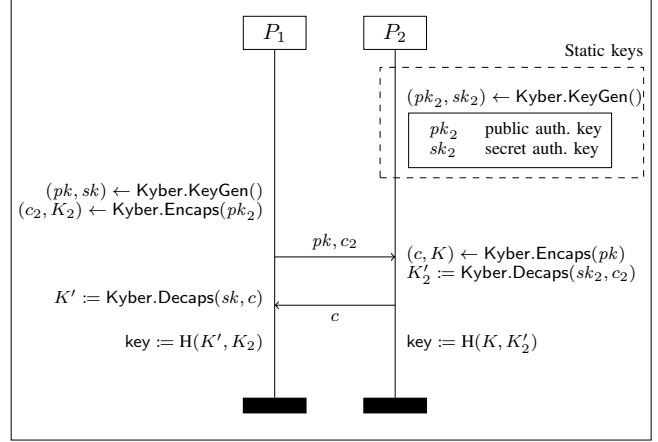 P₁ P₂
Static keys
(pk₂, sk₂) ← Kyber.KeyGen()
pk₂ public auth. key
sk₂ secret auth. key
(pk, sk) ← Kyber.KeyGen()
(c₂, K₂) ← Kyber.Encaps(pk₂)
pk, c₂
(c, K) ← Kyber.Encaps(pk)
K′₂ := Kyber.Decaps(sk₂, c₂)
K′ := Kyber.Decaps(sk, c)
c
key := H(K′, K₂)
key := H(K, K′₂)